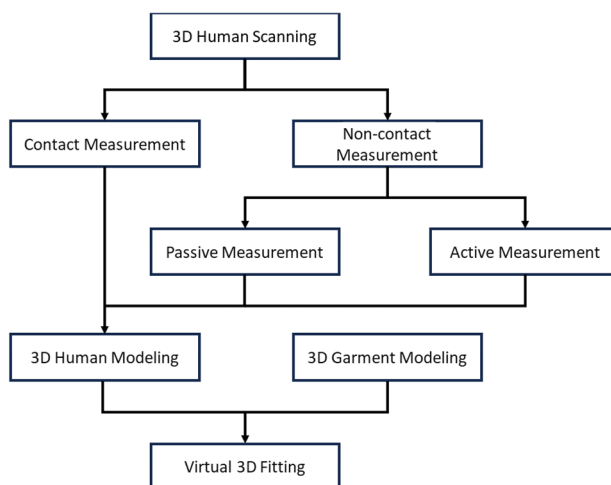 3D Human Scanning
Contact Measurement
Non-contact
Measurement
Passive Measurement
Active Measurement
3D Human Modeling
3D Garment Modeling
Virtual 3D Fitting